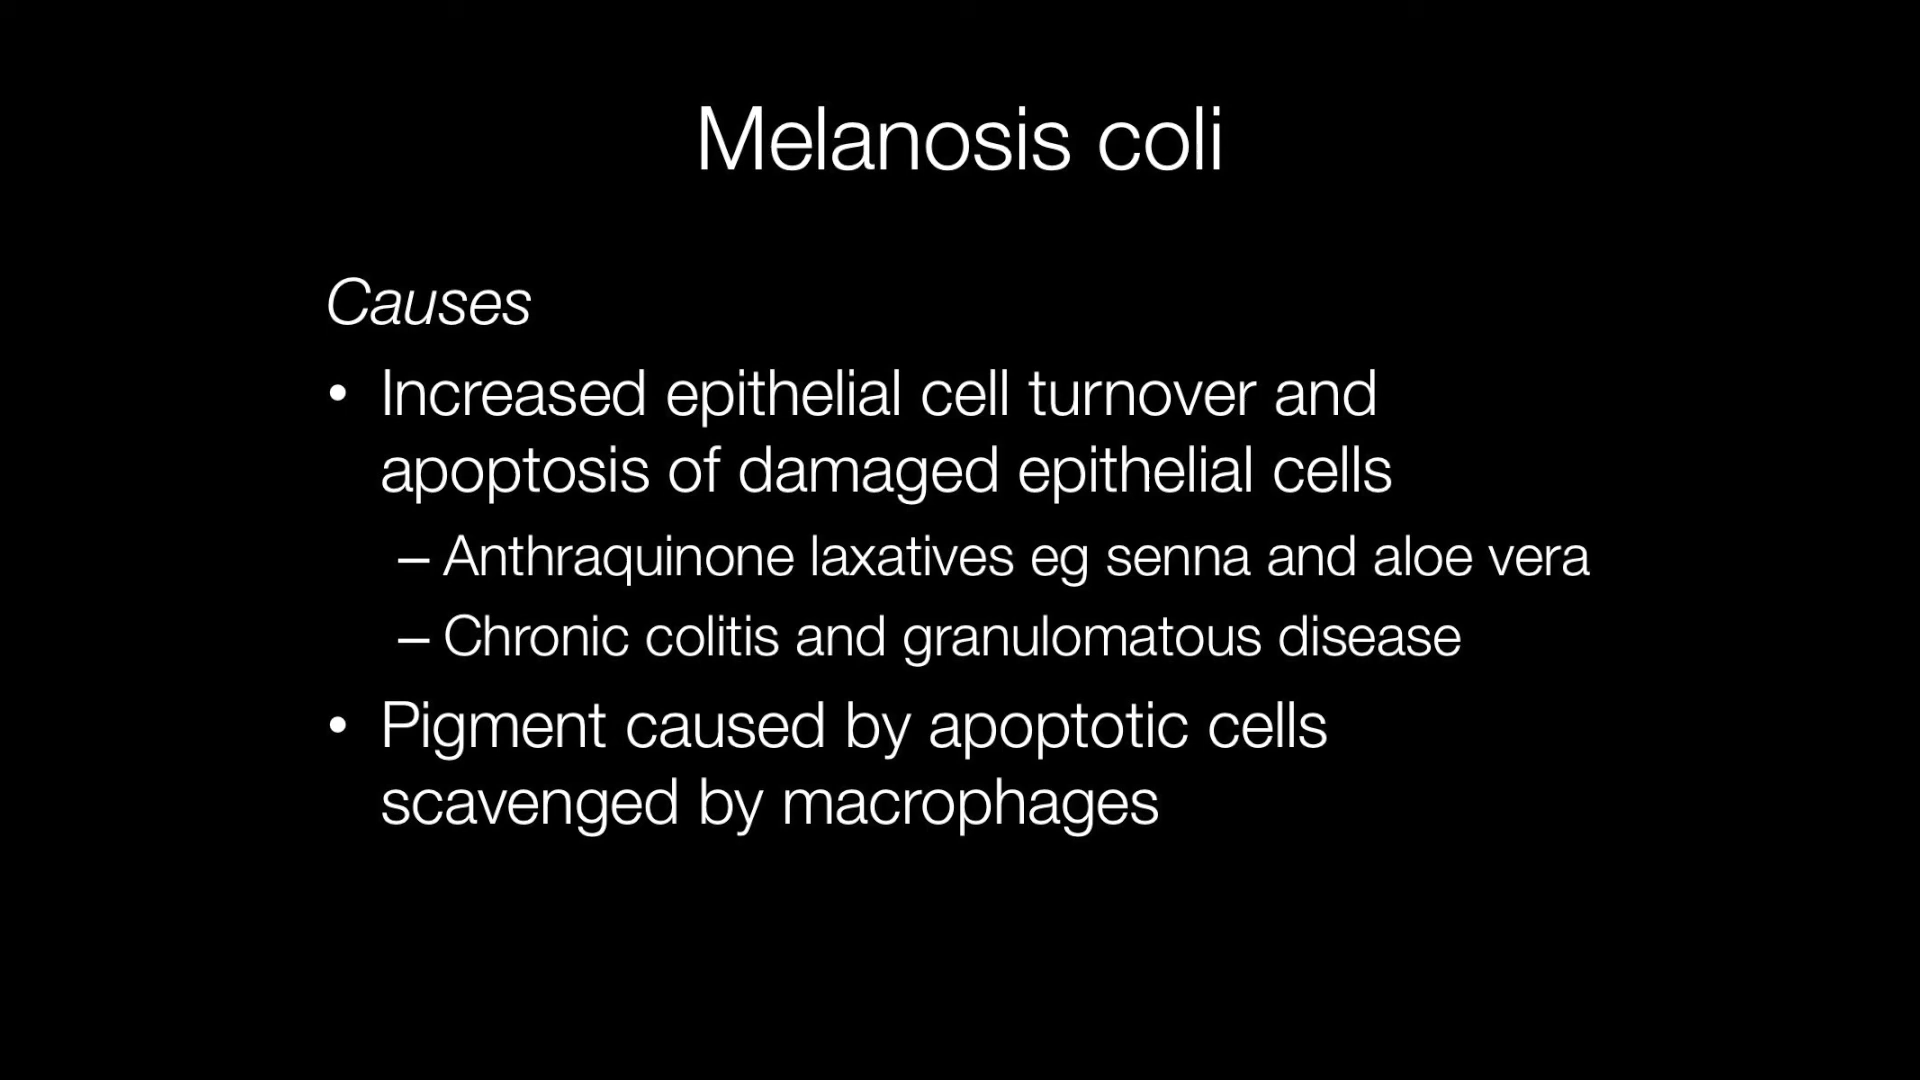 Melanosis coli
Causes
• Increased epithelial cell turnover and
apoptosis of damaged epithelial cells
– Anthraquinone laxatives eg senna and aloe vera
– Chronic colitis and granulomatous disease
• Pigment caused by apoptotic cells
scavenged by macrophages